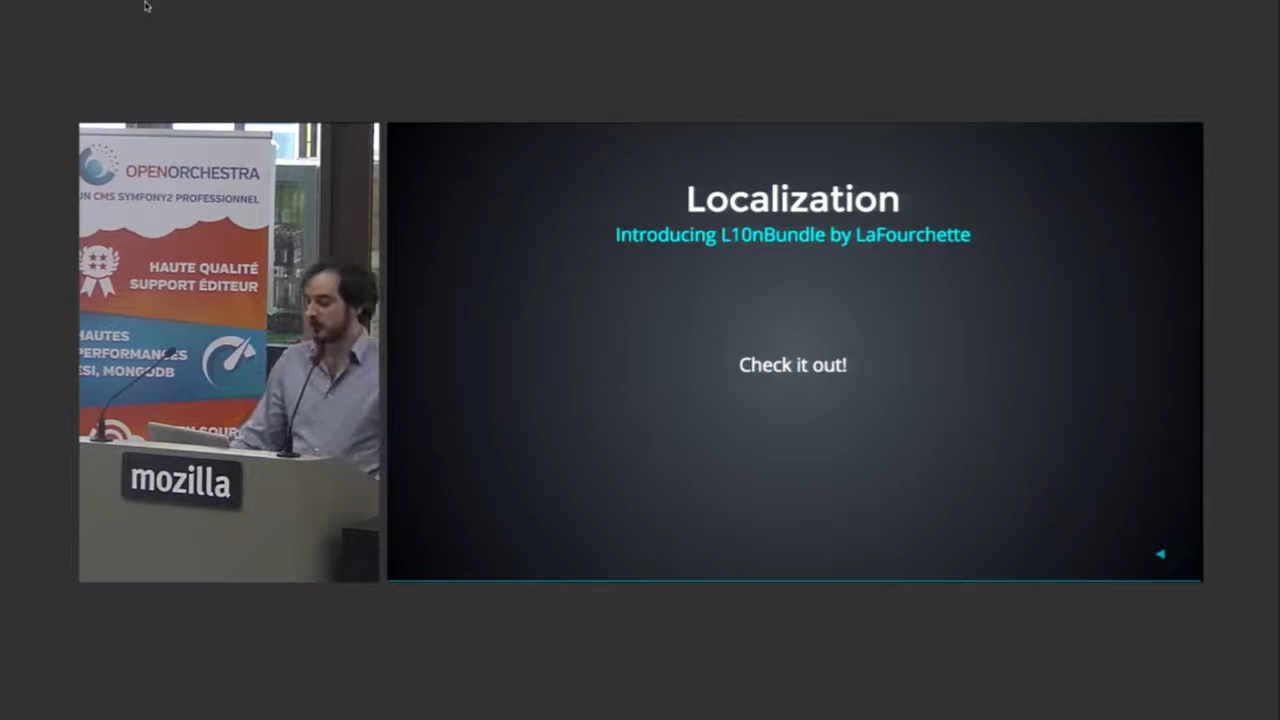 OPENORCHESTRA
UN CMS SYMFONY2 PROFESSIONNEL
HAUTE QUALITÉ
SUPPORT ÉDITEUR
HAUTES
PERFORMANCES
ESI, MONGODB
mozilla
Localization
Introducing L10nBundle by LaFourchette
Check it out!